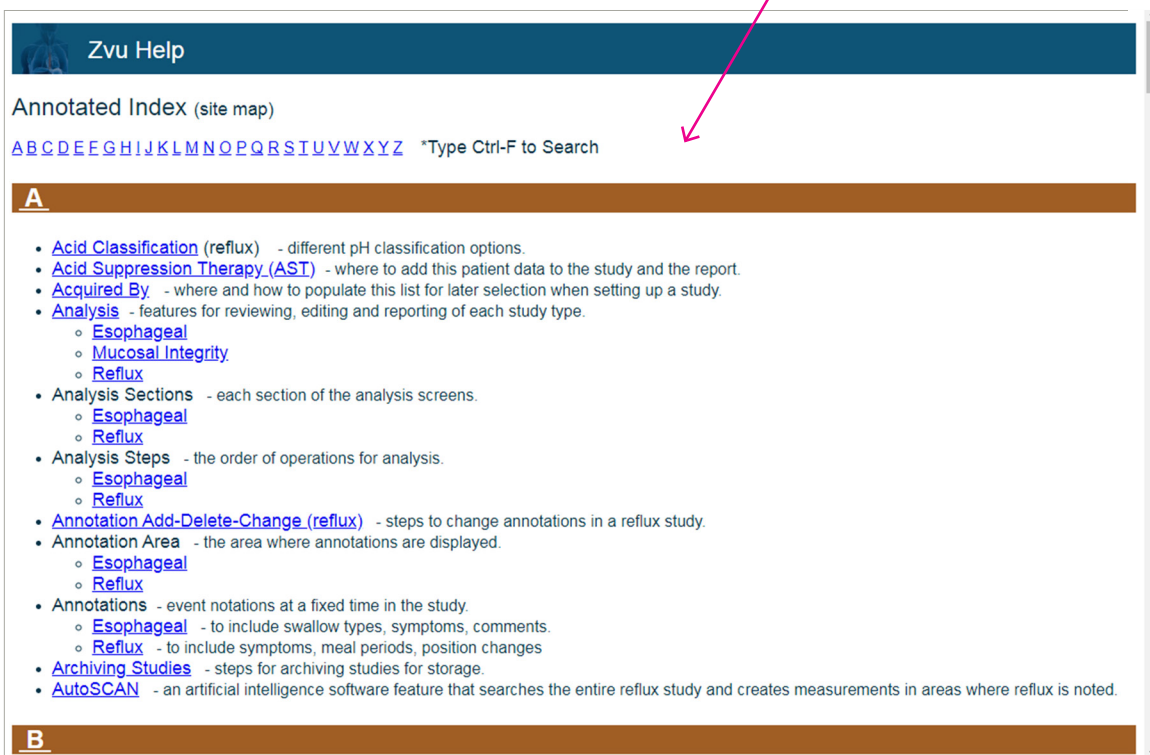 Zvu Help
Annotated Index (site map)
A B C D E F G H I J K L M N O P Q R S T U V W X Y Z *Type Ctrl-F to Search
A
Acid Classification (reflux) - different pH classification options.
Acid Suppression Therapy (AST) - where to add this patient data to the study and the report.
Acquired By - where and how to populate this list for later selection when setting up a study.
Analysis - features for reviewing, editing and reporting of each study type.
Esophageal
Mucosal Integrity
Reflux
Analysis Sections - each section of the analysis screens.
Esophageal
Reflux
Analysis Steps - the order of operations for analysis.
Esophageal
Reflux
Annotation Add-Delete-Change (reflux) - steps to change annotations in a reflux study.
Annotation Area - the area where annotations are displayed.
Esophageal
Reflux
Annotations - event notations at a fixed time in the study.
Esophageal - to include swallow types, symptoms, comments.
Reflux - to include symptoms, meal periods, position changes
Archiving Studies - steps for archiving studies for storage.
AutoSCAN - an artificial intelligence software feature that searches the entire reflux study and creates measurements in areas where reflux is noted.
B